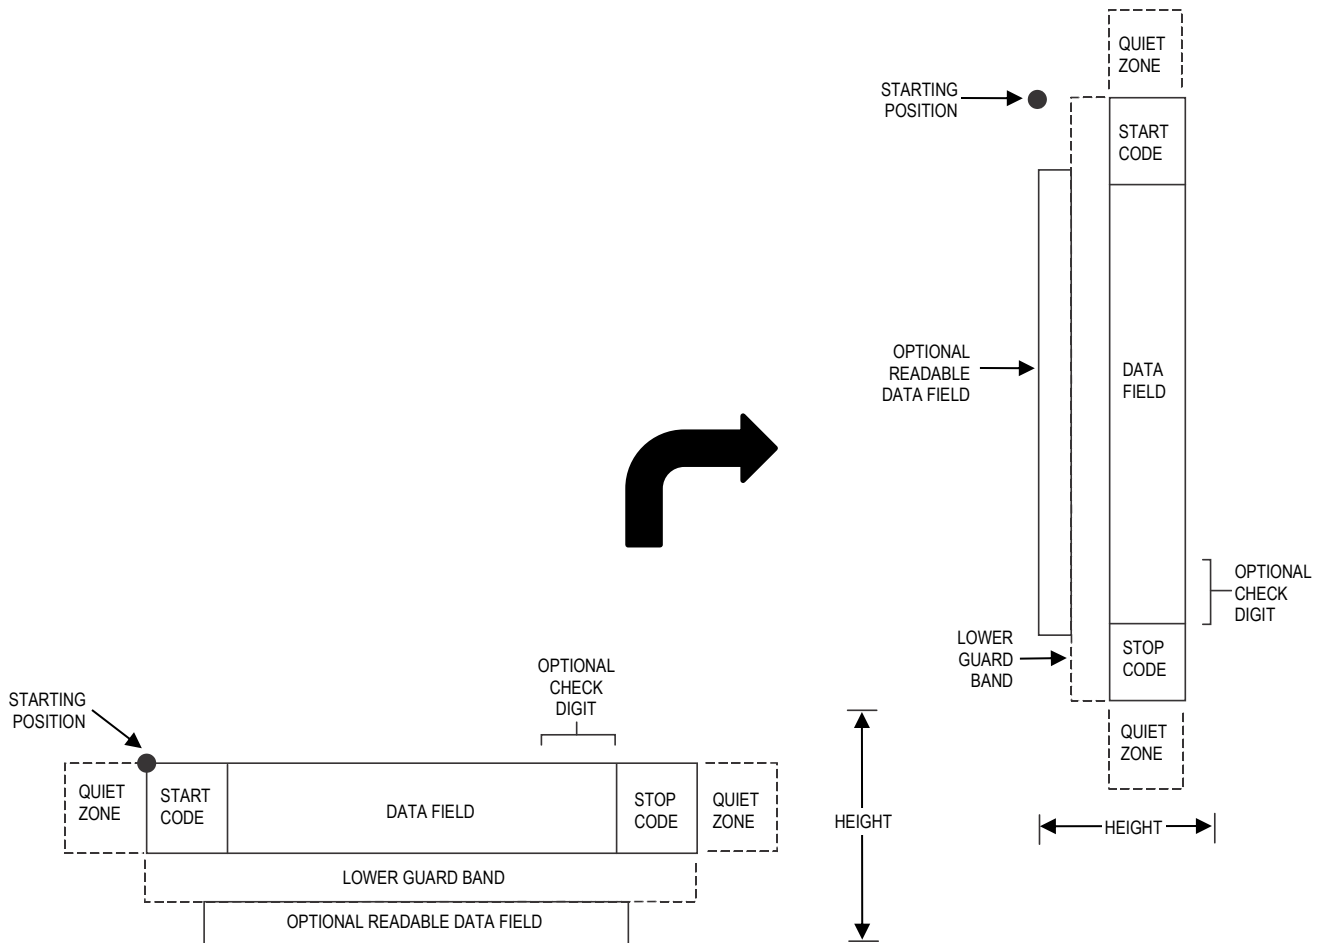 QUIET
ZONE
STARTING
POSITION
START
CODE
OPTIONAL
READABLE
DATA FIELD
DATA
FIELD
OPTIONAL
CHECK
DIGIT
LOWER
GUARD
BAND
STOP
CODE
QUIET
ZONE
HEIGHT
OPTIONAL
CHECK
DIGIT
STARTING
POSITION
QUIET
ZONE
START
CODE
DATA FIELD
STOP
CODE
QUIET
ZONE
HEIGHT
LOWER GUARD BAND
OPTIONAL READABLE DATA FIELD